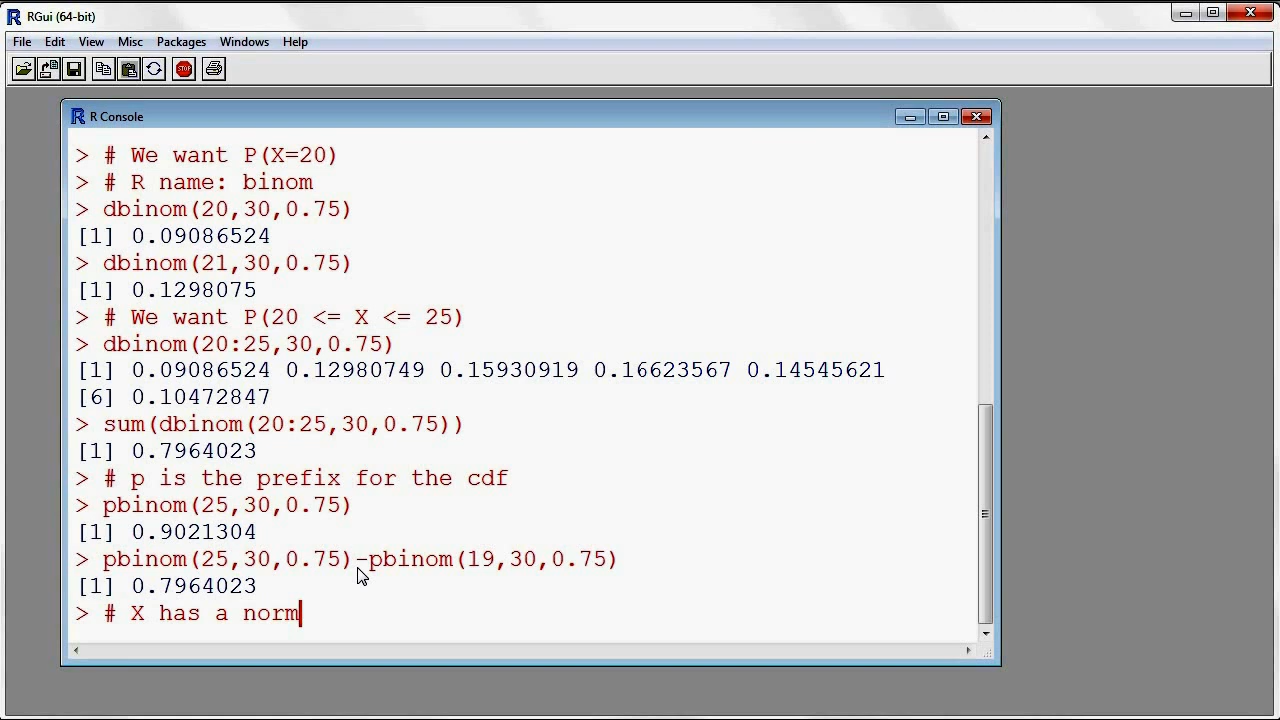 RGui (64-bit)
File Edit View Misc Packages Windows Help
STOP
R Console
> # We want P(X=20)
> # R name: binom
> dbinom(20,30,0.75)
[1] 0.09086524
> dbinom(21,30,0.75)
[1] 0.1298075
> # We want P(20 <= X <= 25)
> dbinom(20:25,30,0.75)
[1] 0.09086524 0.12980749 0.15930919 0.16623567 0.14545621
[6] 0.10472847
> sum(dbinom(20:25,30,0.75))
[1] 0.7964023
> # p is the prefix for the cdf
> pbinom(25,30,0.75)
[1] 0.9021304
> pbinom(25,30,0.75)-pbinom(19,30,0.75)
[1] 0.7964023
> # X has a norm